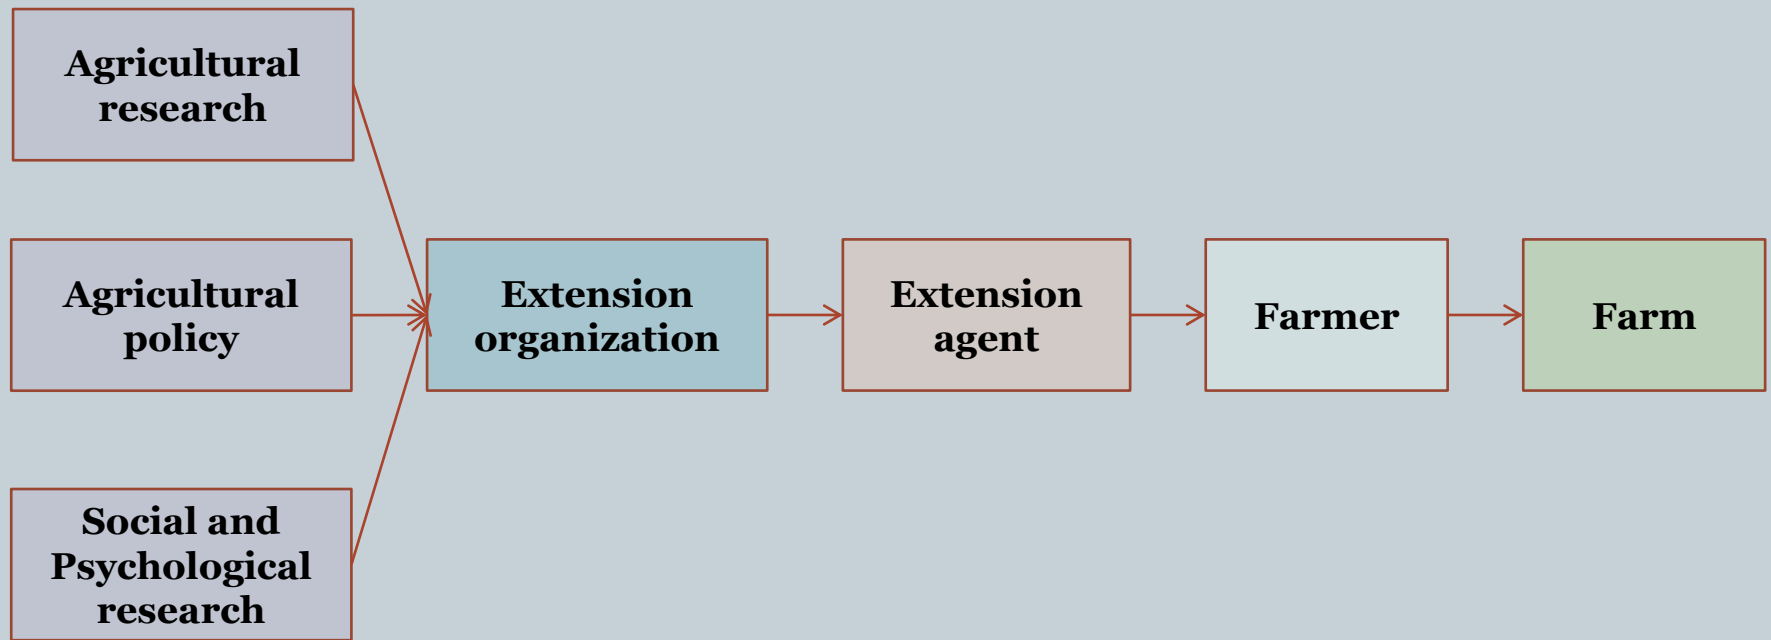 Agricultural
research
Agricultural
policy
Social and
Psychological
research
Extension
organization
Extension
agent
Farmer
Farm